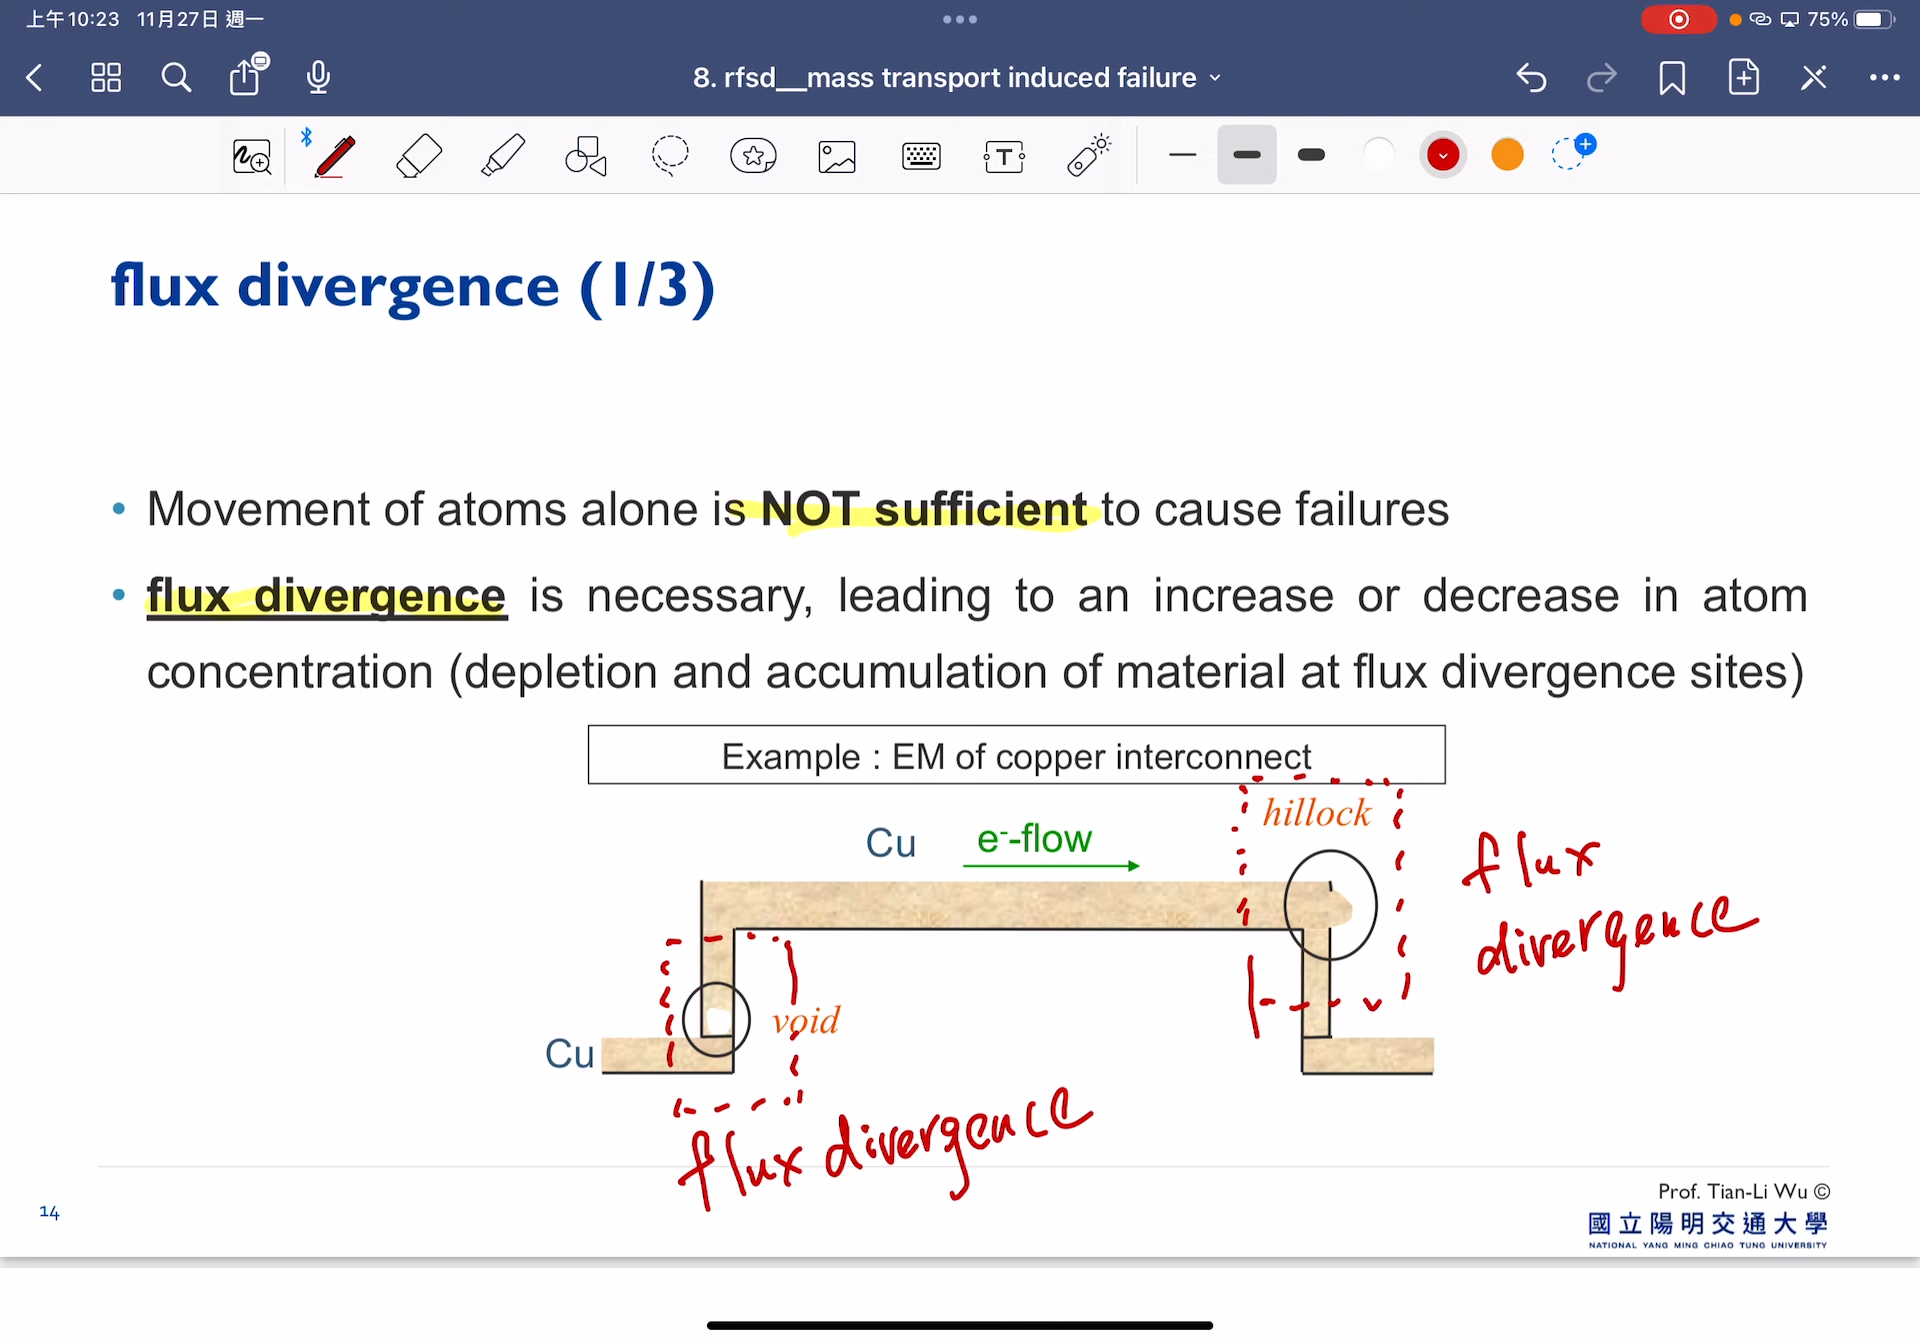 上午10:23 11月27日 週一
75%
8. rfsd__mass transport induced failure
flux divergence (1/3)
• Movement of atoms alone is NOT sufficient to cause failures
• flux divergence is necessary, leading to an increase or decrease in atom
concentration (depletion and accumulation of material at flux divergence sites)
Example : EM of copper interconnect
hillock
Cu e⁻-flow
flux
divergence
void
Cu
flux divergence
Prof. Tian-Li Wu ©
14
國立陽明交通大學
NATIONAL YANG MING CHIAO TUNG UNIVERSITY